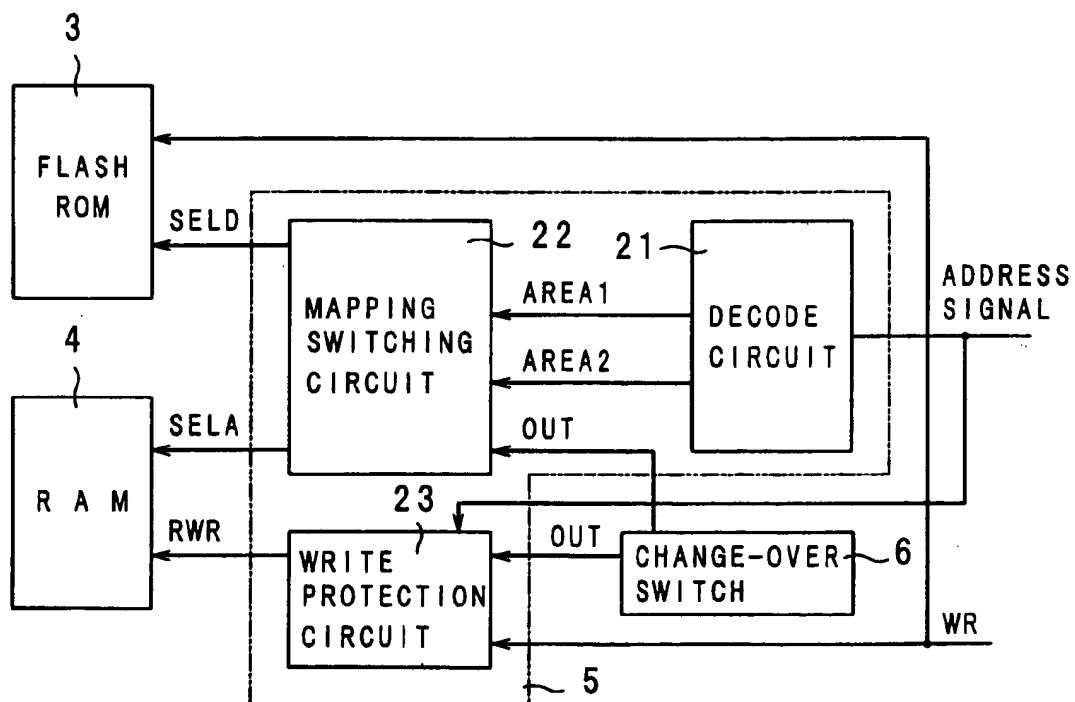 3
FLASH
ROM
SELD
22
21
ADDRESS
SIGNAL
MAPPING
SWITCHING
CIRCUIT
AREA1
AREA2
OUT
DECODE
CIRCUIT
4
RAM
SELA
RWR
23
WRITE
PROTECTION
CIRCUIT
OUT
CHANGE-OVER
SWITCH
6
WR
5